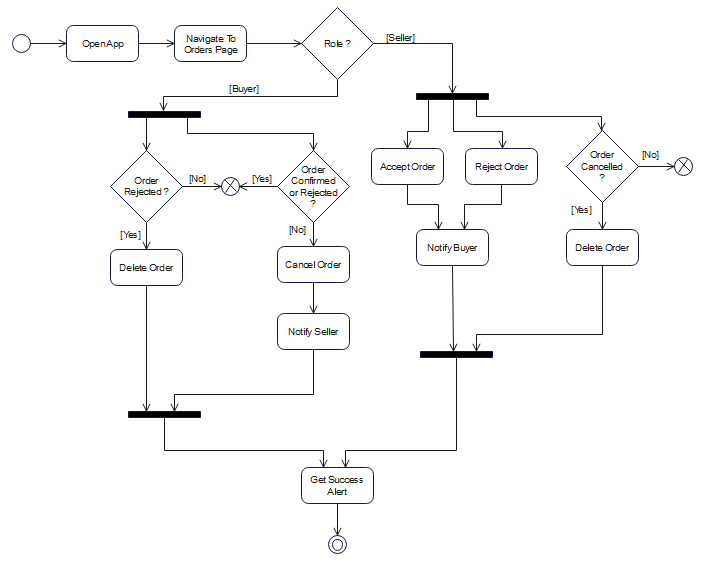 Open App
Navigate To
Orders Page
Role ?
[Seller]
[Buyer]
Order
Rejected ?
[No]
[Yes]
Order
Confirmed
or Rejected
?
Accept Order
Reject Order
Order
Cancelled
?
[No]
[Yes]
[No]
[Yes]
Delete Order
Cancel Order
Notify Buyer
Delete Order
Notify Seller
Get Success
Alert